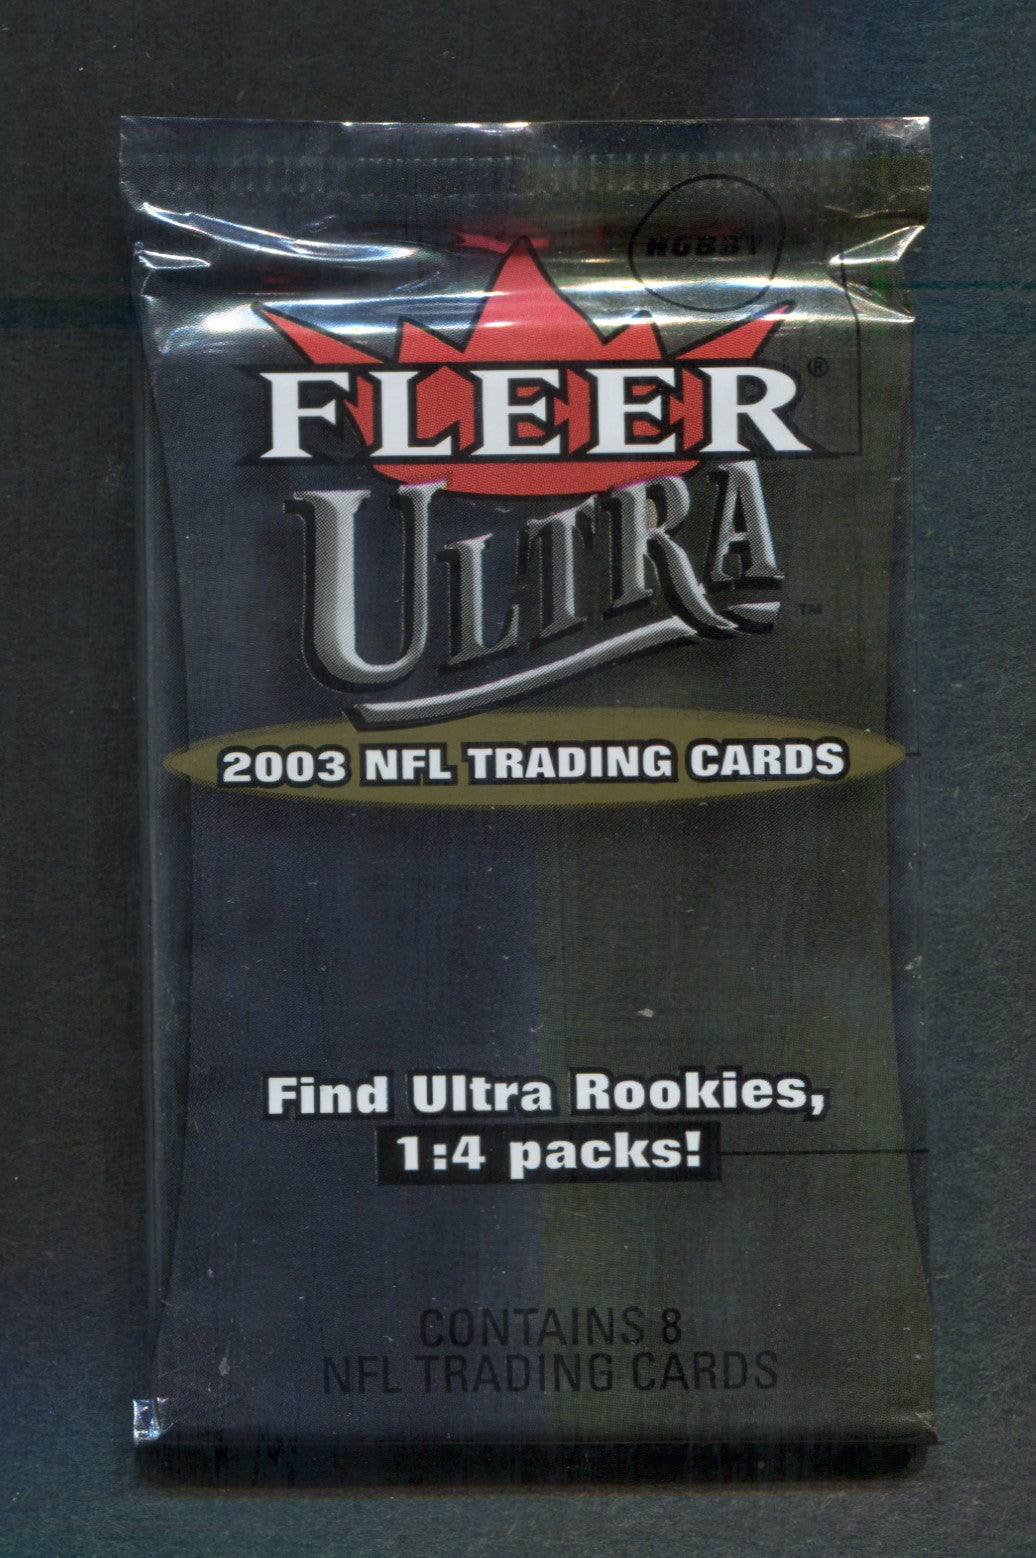 HOBBY
FLEER®
ULTRA™
2003 NFL TRADING CARDS
Find Ultra Rookies,
1:4 packs!
CONTAINS 8
NFL TRADING CARDS